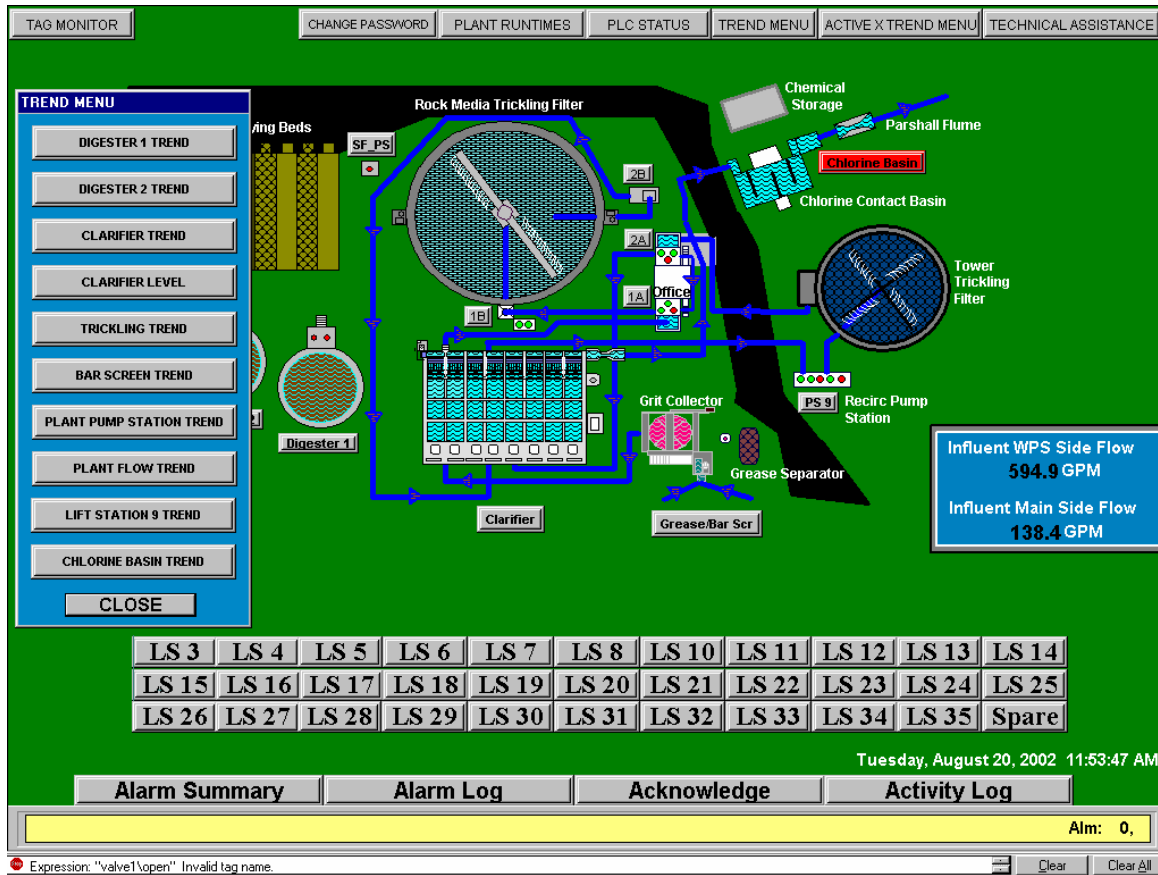 TAG MONITOR
CHANGE PASSWORD
PLANT RUNTIMES
PLC STATUS
TREND MENU
ACTIVE X TREND MENU
TECHNICAL ASSISTANCE
TREND MENU
DIGESTER 1 TREND
DIGESTER 2 TREND
CLARIFIER TREND
CLARIFIER LEVEL
TRICKLING TREND
BAR SCREEN TREND
PLANT PUMP STATION TREND
PLANT FLOW TREND
LIFT STATION 9 TREND
CHLORINE BASIN TREND
CLOSE
ying Beds
SF_PS
Rock Media Trickling Filter
2B
2A
1A
Office
1B
Chemical
Storage
Parshall Flume
Chlorine Basin
Chlorine Contact Basin
Tower
Trickling
Filter
PS 9
Recirc Pump
Station
Grit Collector
Grease Separator
Digester 1
Clarifier
Grease/Bar Scr
Influent WPS Side Flow
594.9 GPM
Influent Main Side Flow
138.4 GPM
LS 3 LS 4 LS 5 LS 6 LS 7 LS 8 LS 10 LS 11 LS 12 LS 13 LS 14
LS 15 LS 16 LS 17 LS 18 LS 19 LS 20 LS 21 LS 22 LS 23 LS 24 LS 25
LS 26 LS 27 LS 28 LS 29 LS 30 LS 31 LS 32 LS 33 LS 34 LS 35 Spare
Tuesday, August 20, 2002 11:53:47 AM
Alarm Summary
Alarm Log
Acknowledge
Activity Log
Alm: 0,
Expression: "valve1\open" Invalid tag name.
Clear
Clear All